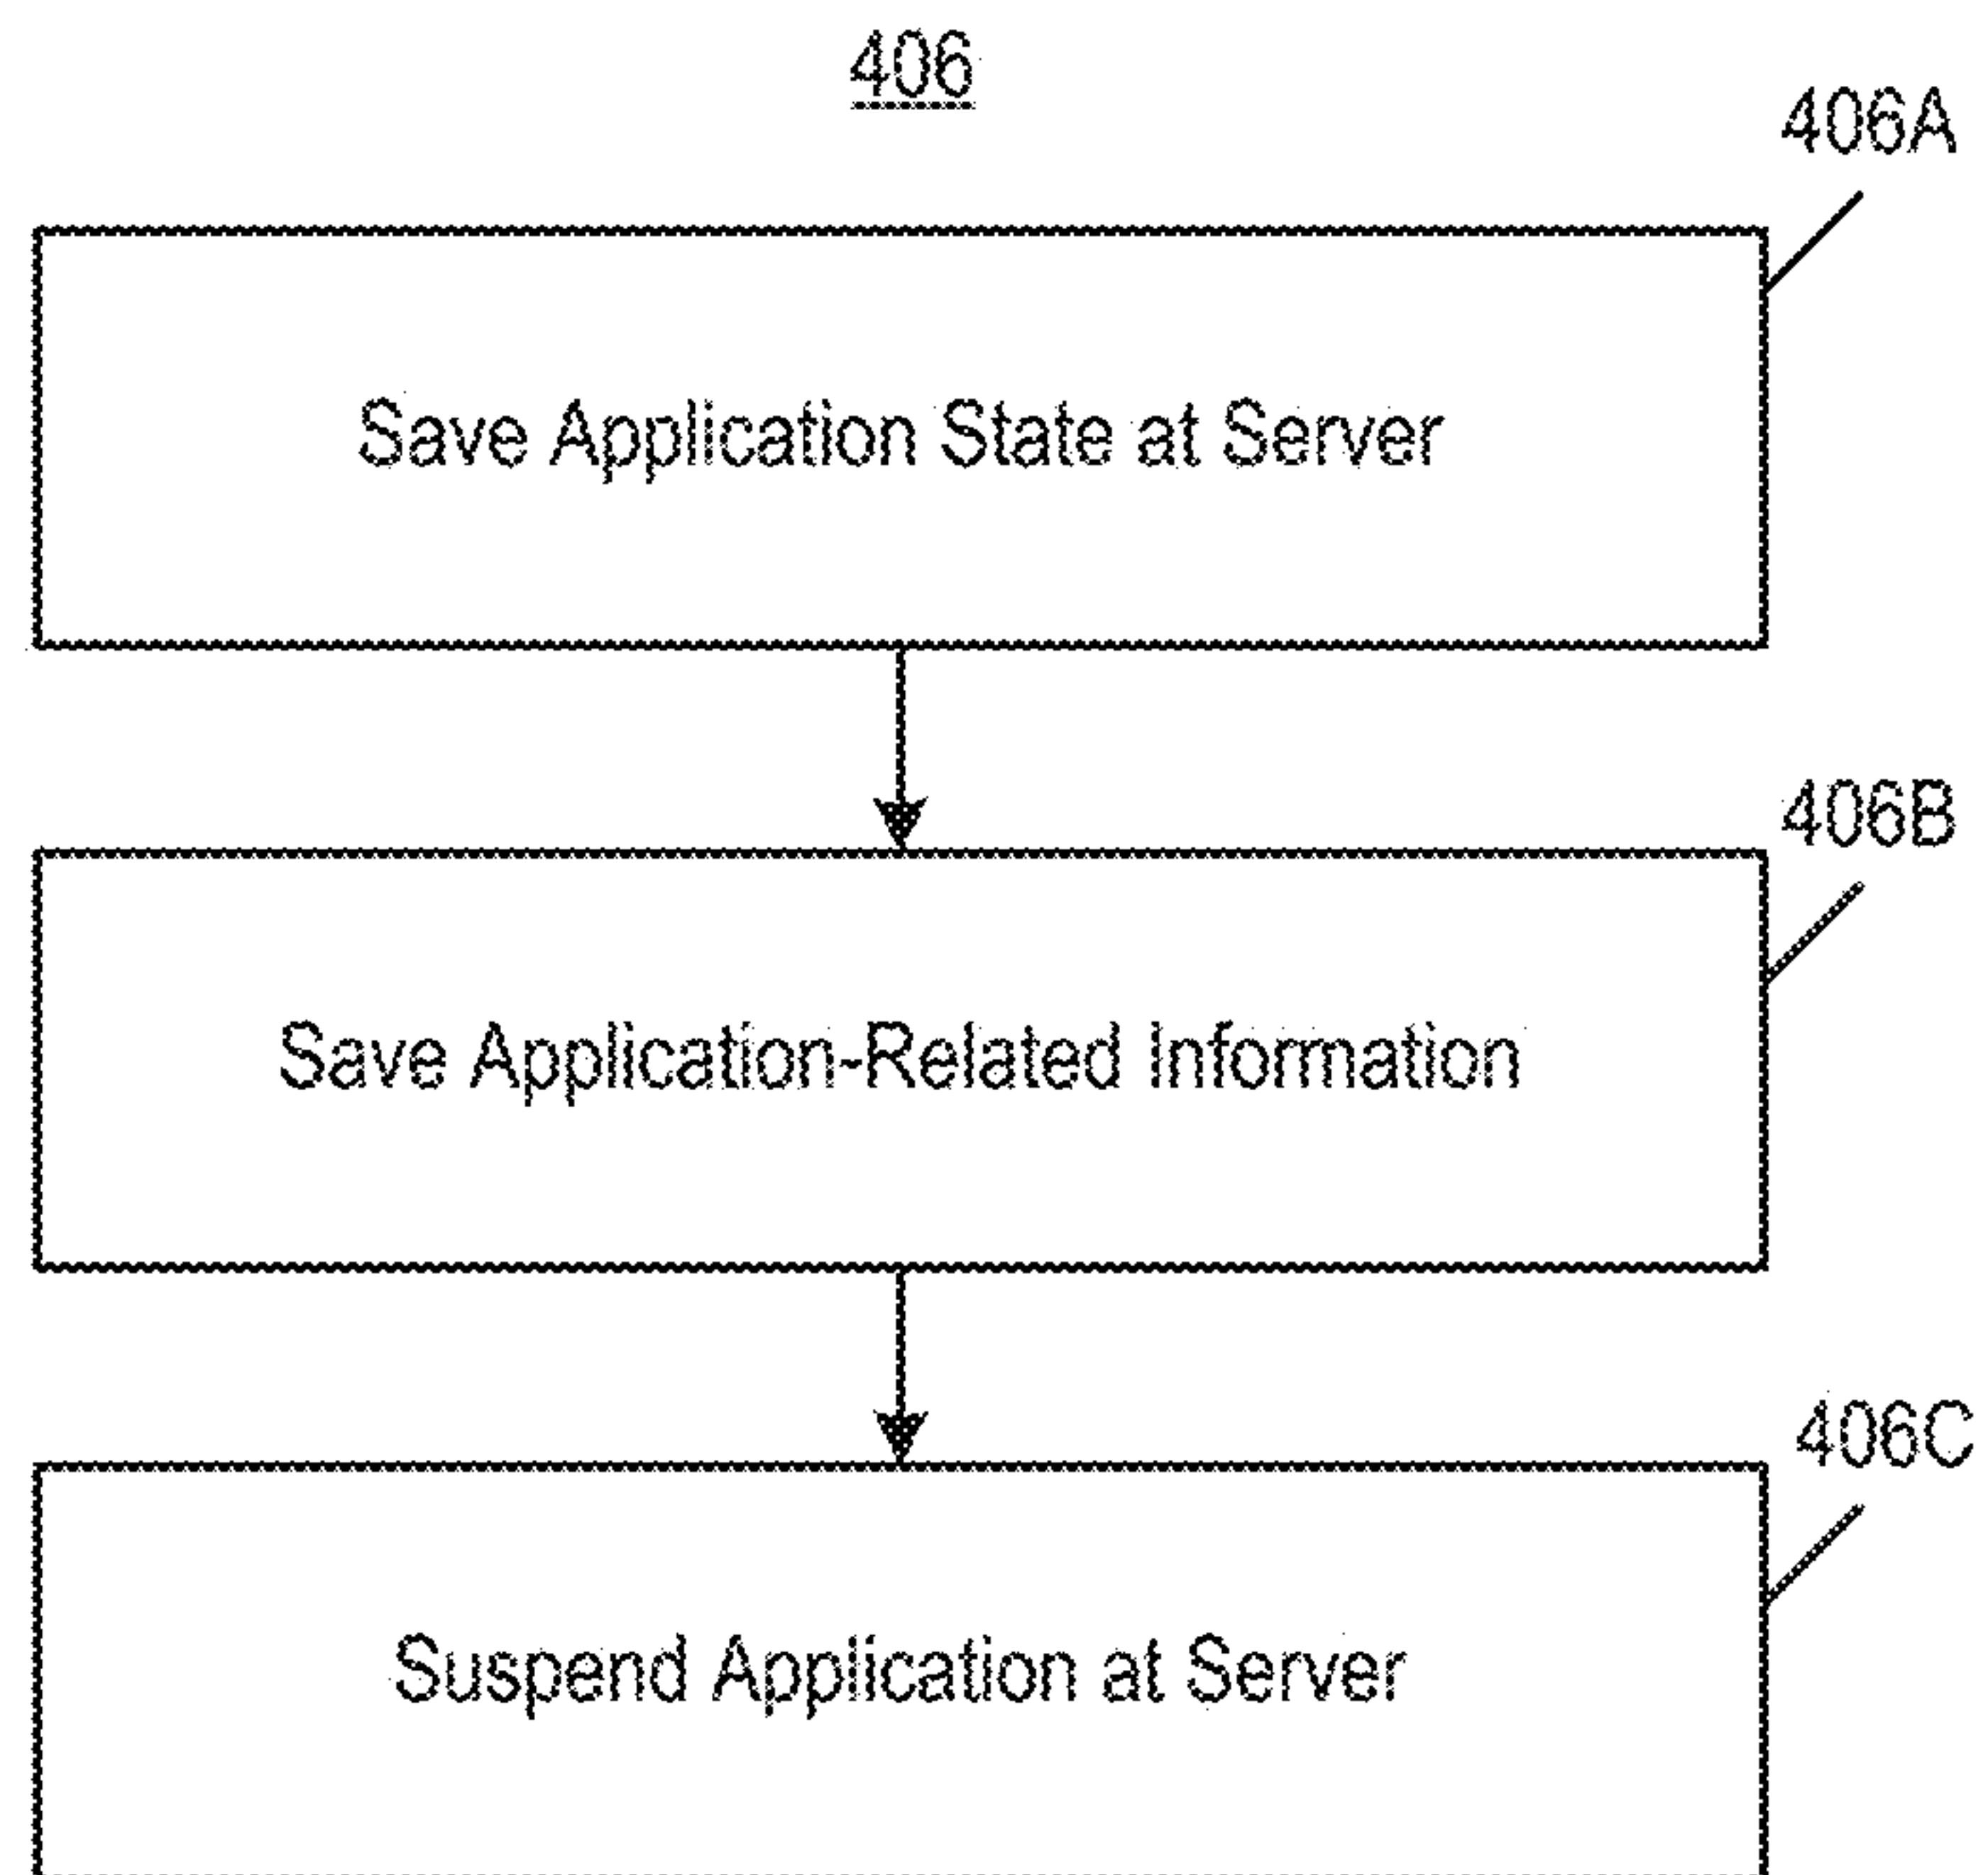 406
406A
Save Application State at Server
406B
Save Application-Related Information
406C
Suspend Application at Server